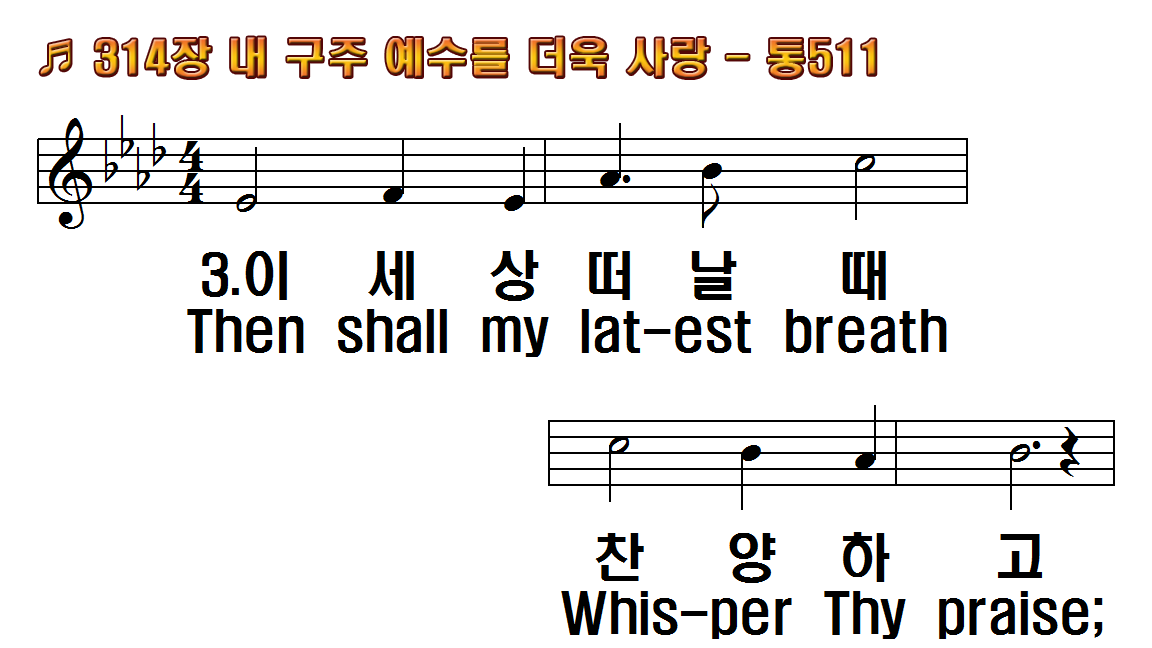 ♬ 314장 내 구주 예수를 더욱 사랑 - 통511
4
4
3.이 세 상 떠 날 때
Then shall my lat-est breath
찬 양 하 고
Whis-per Thy praise;